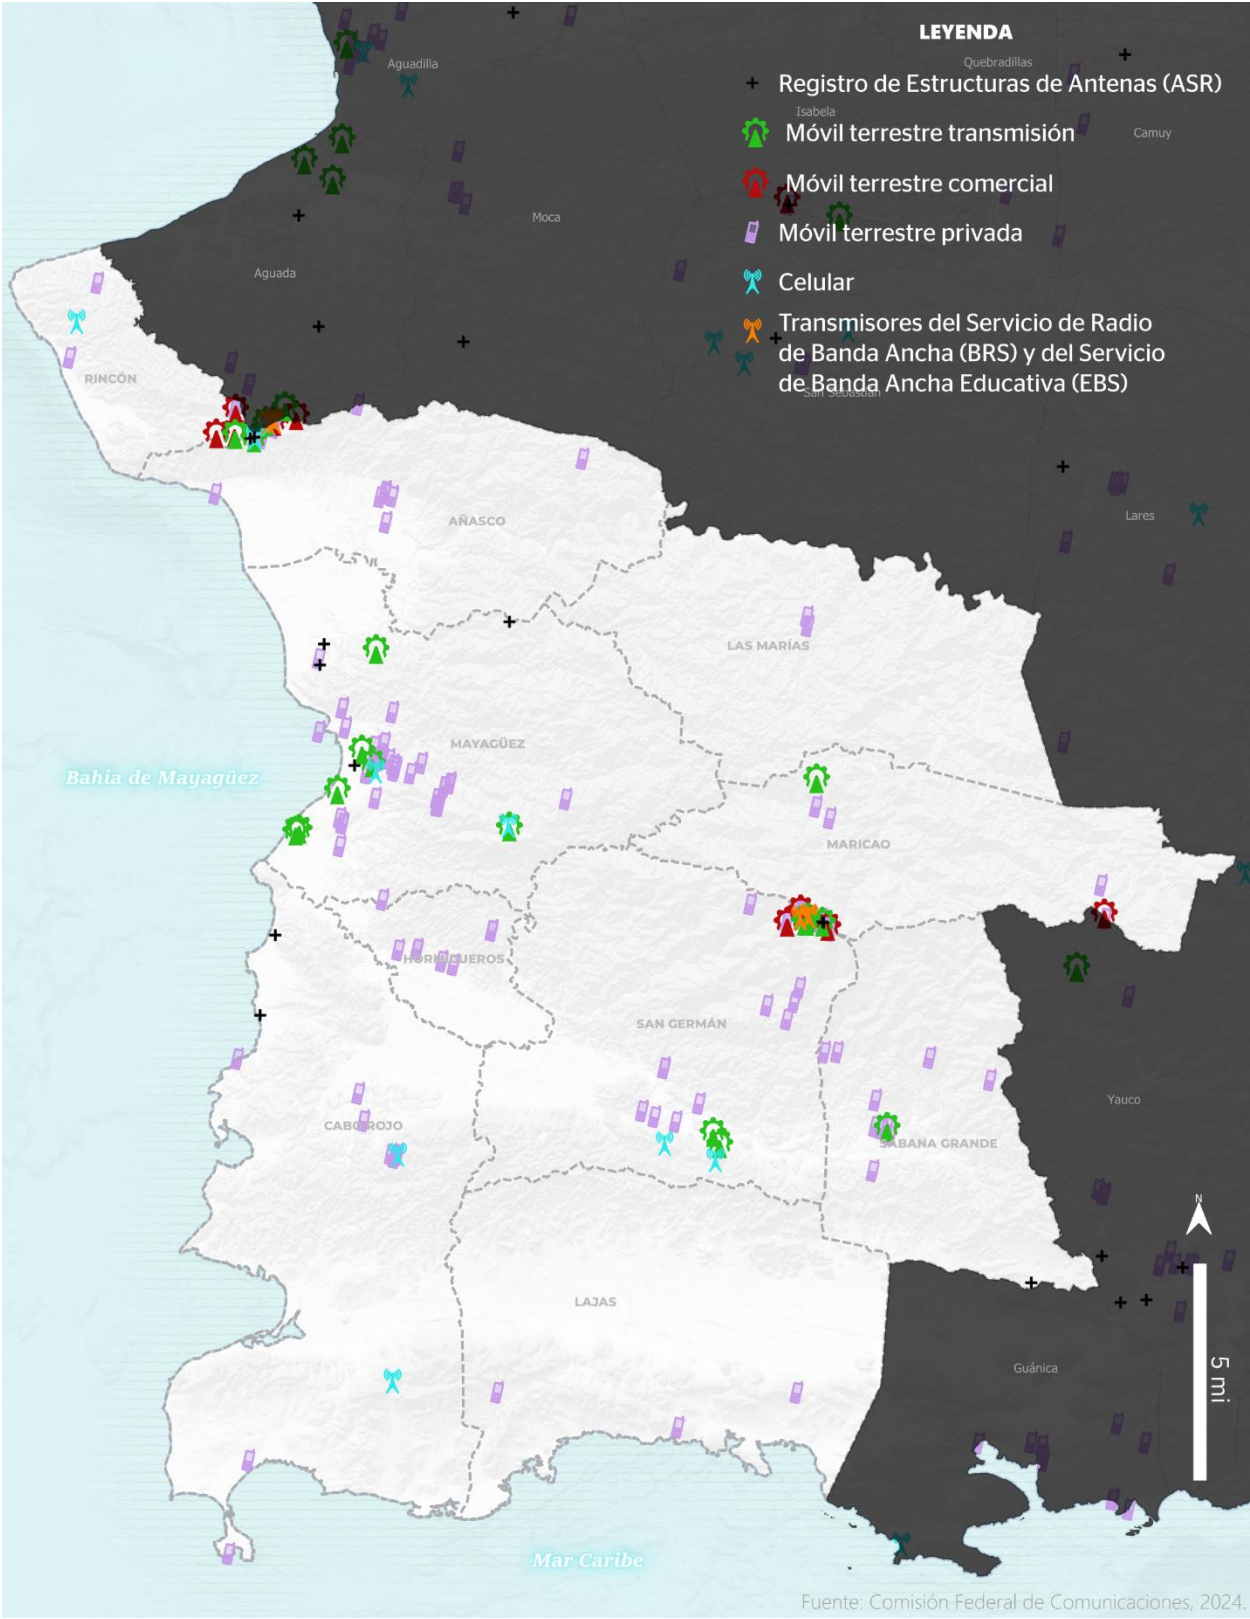 LEYENDA
Registro de Estructuras de Antenas (ASR)
Móvil terrestre transmisión
Móvil terrestre comercial
Móvil terrestre privada
Celular
Transmisores del Servicio de Radio
de Banda Ancha (BRS) y del Servicio
de Banda Ancha Educativa (EBS)
Aguadilla
Quebradillas
Isabela
Camuy
Moca
Aguada
RINCÓN
San Sebastián
Lares
AÑASCO
LAS MARÍAS
MAYAGÜEZ
Bahía de Mayagüez
MARICAO
HORMIGUEROS
SAN GERMÁN
Yauco
CABO ROJO
SABANA GRANDE
N
5 mi
LAJAS
Guánica
Mar Caribe
Fuente: Comisión Federal de Comunicaciones, 2024.